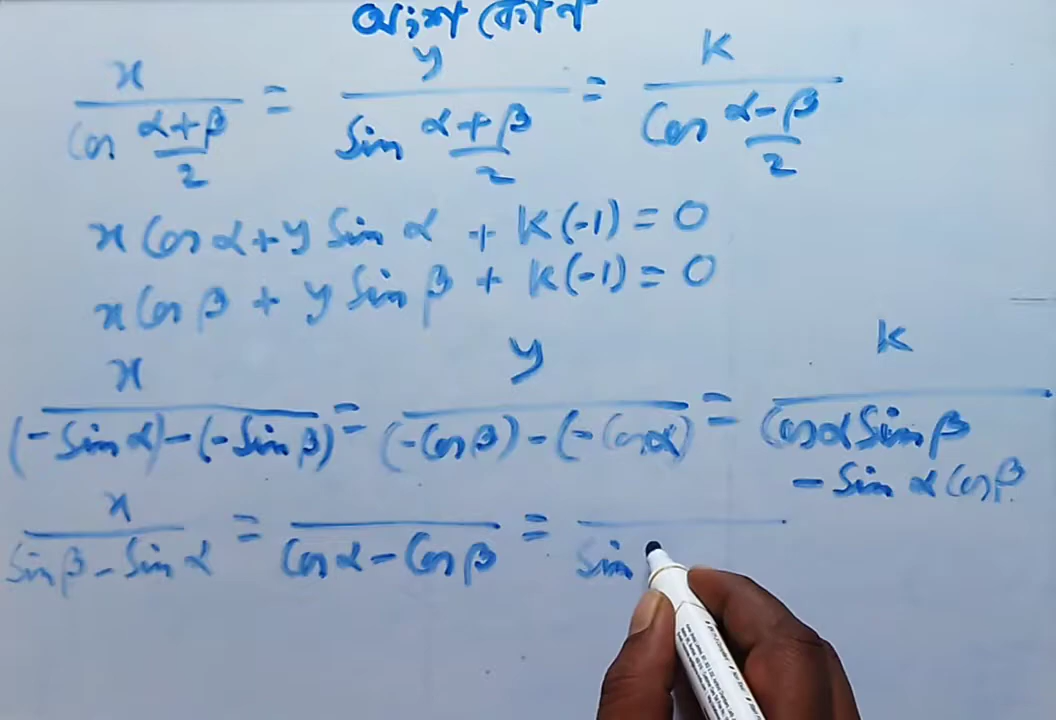 অংশ কোণ
x/(Cos (α+β)/2) = y/(Sin (α+β)/2) = k/(Cos (α-β)/2)
x Cos α + y Sin α + k(-1) = 0
x Cos β + y Sin β + k(-1) = 0
x/((-Sin α)-(-Sin β)) = y/((-Cos β)-(-Cos α)) = k/(Cos α Sin β - Sin α Cos β)
x/(Sin β - Sin α) = /(Cos α - Cos β) = /(Sin